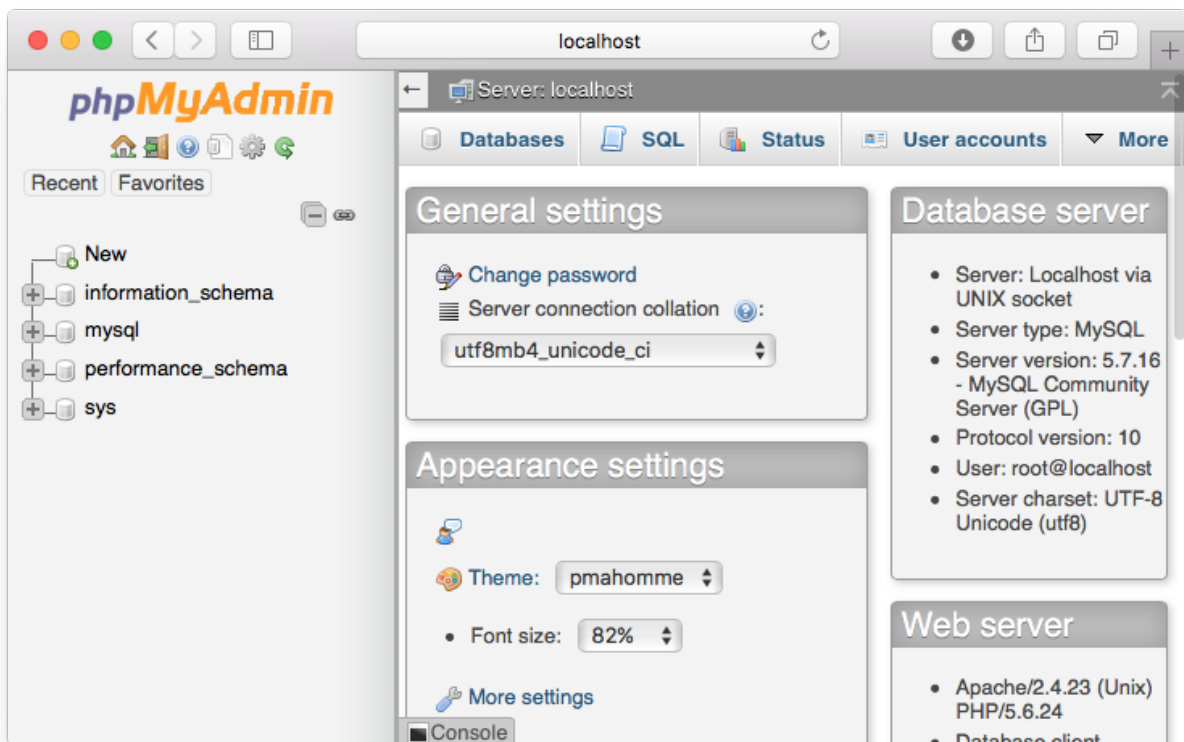 localhost
phpMyAdmin
Recent Favorites
New
information_schema
mysql
performance_schema
sys
Server: localhost
Databases SQL Status User accounts More
General settings
Change password
Server connection collation :
utf8mb4_unicode_ci
Appearance settings
Theme: pmahomme
Font size: 82%
More settings
Console
Database server
Server: Localhost via
UNIX socket
Server type: MySQL
Server version: 5.7.16
- MySQL Community
Server (GPL)
Protocol version: 10
User: root@localhost
Server charset: UTF-8
Unicode (utf8)
Web server
Apache/2.4.23 (Unix)
PHP/5.6.24
Database client